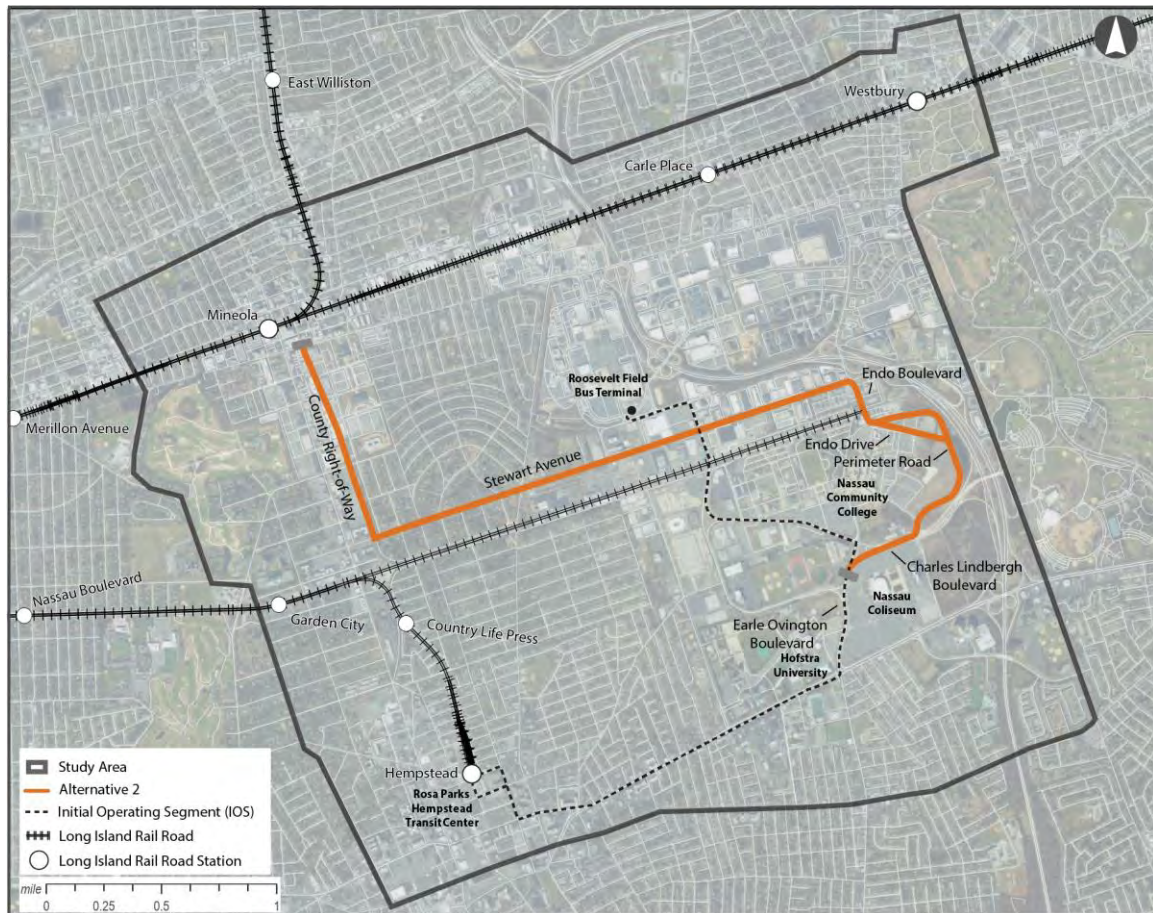 East Williston
Westbury
Carle Place
Mineola
Merillon Avenue
County Right-of-Way
Roosevelt Field
Bus Terminal
Endo Boulevard
Stewart Avenue
Endo Drive
Perimeter Road
Nassau
Community
College
Charles Lindbergh
Boulevard
Nassau
Coliseum
Nassau Boulevard
Garden City
Country Life Press
Earle Ovington
Boulevard
Hofstra
University
Hempstead
Rosa Parks
Hempstead
Transit Center
Study Area
Alternative 2
Initial Operating Segment (IOS)
Long Island Rail Road
Long Island Rail Road Station
mile
0 0.25 0.5 1